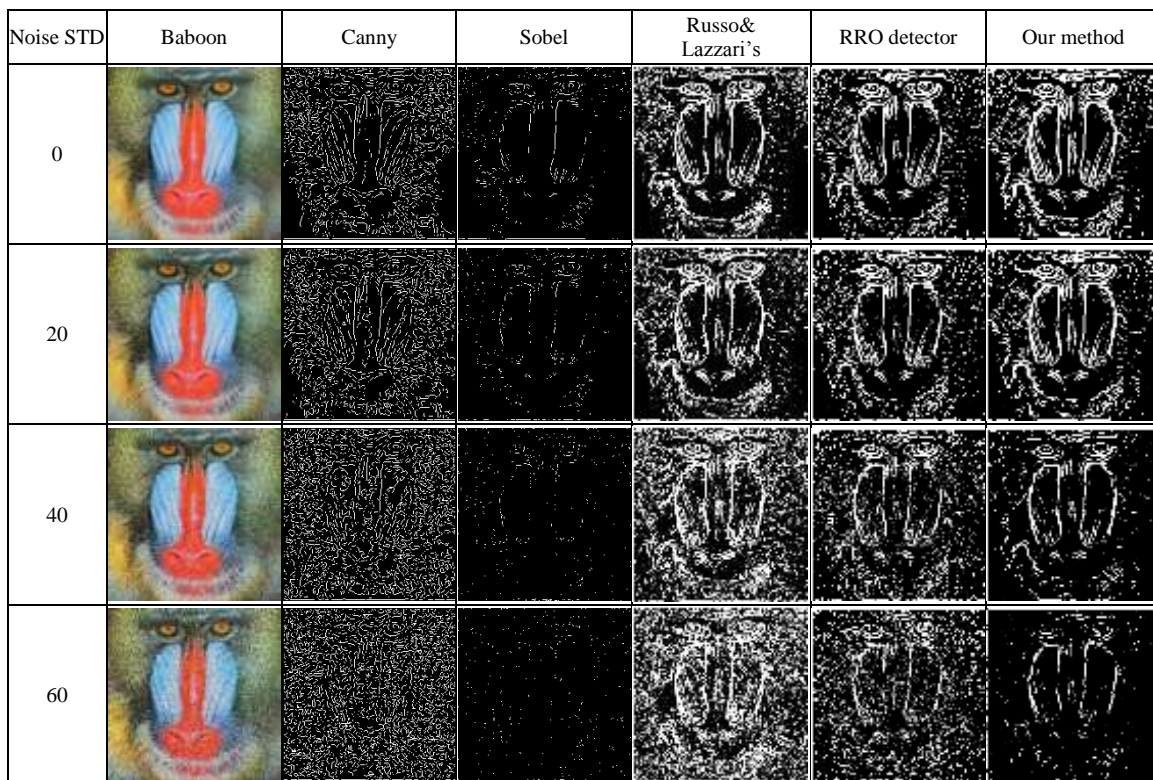 Noise STD
Baboon
Canny
Sobel
Russo&
Lazzari’s
RRO detector
Our method
0
20
40
60